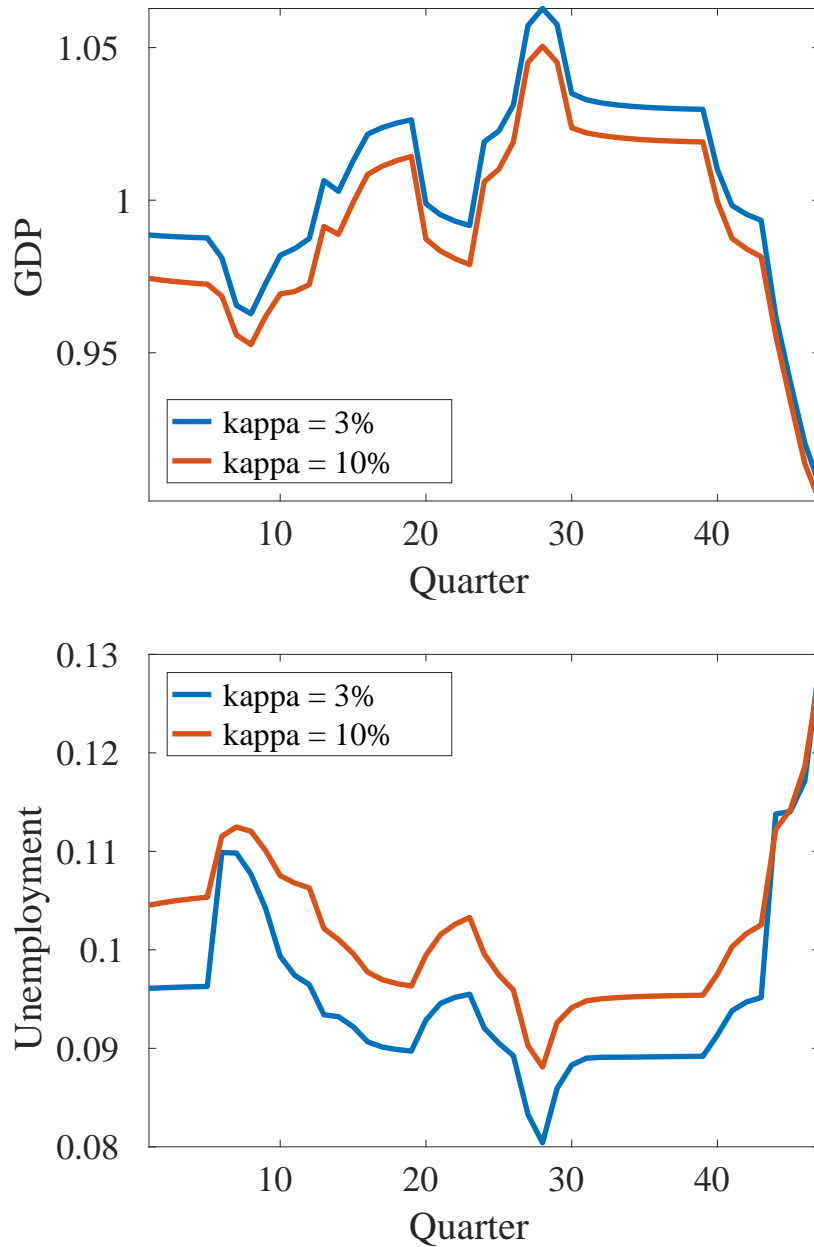 1.05
1
0.95
GDP
kappa = 3%
kappa = 10%
10 20 30 40
Quarter
0.13
0.12
0.11
0.1
0.09
0.08
Unemployment
kappa = 3%
kappa = 10%
10 20 30 40
Quarter